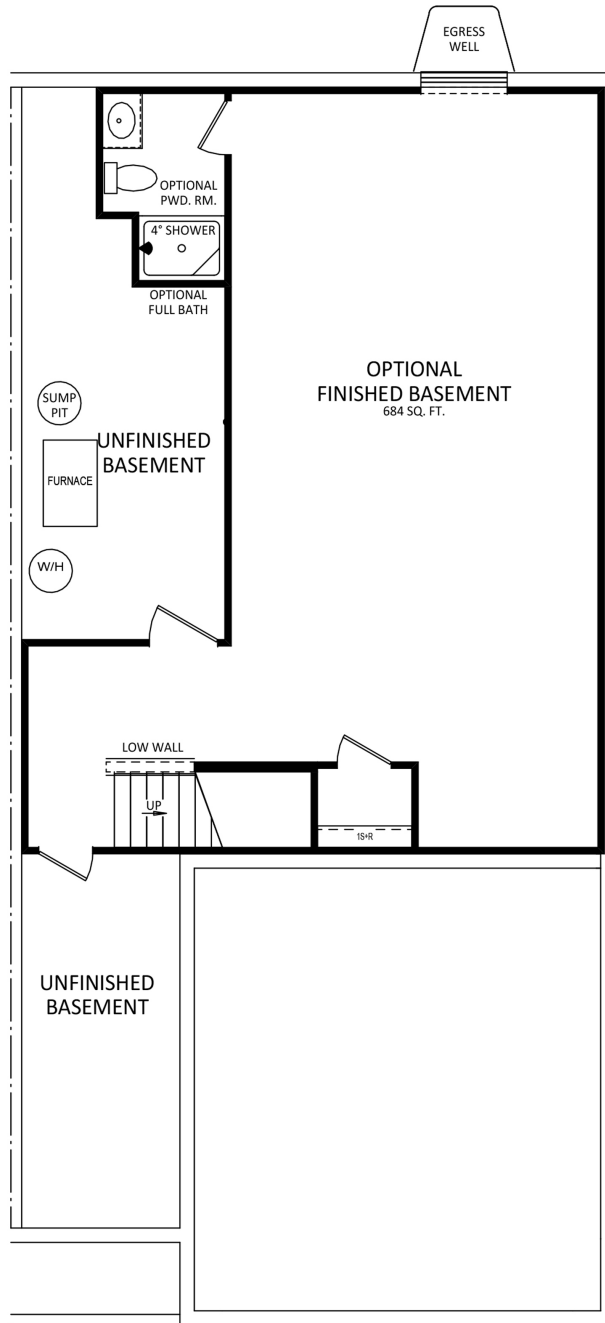 EGRESS
WELL
OPTIONAL
PWD. RM.
4° SHOWER
OPTIONAL
FULL BATH
OPTIONAL
FINISHED BASEMENT
684 SQ. FT.
SUMP
PIT
UNFINISHED
BASEMENT
FURNACE
W/H
LOW WALL
UP
1S+R
UNFINISHED
BASEMENT